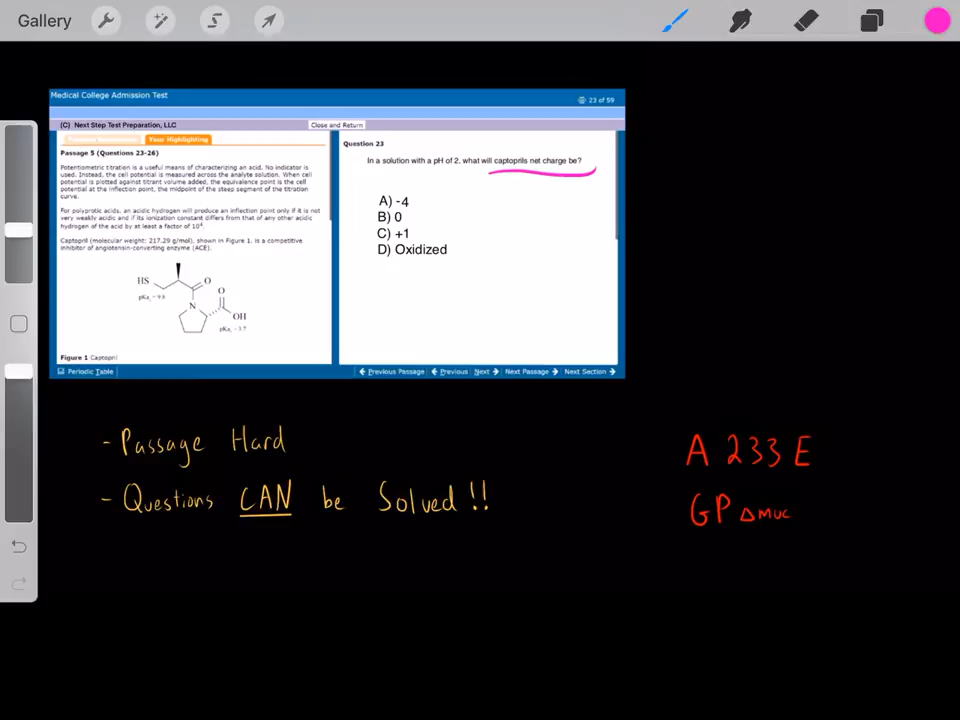 Gallery
Medical College Admission Test
23 of 59
(C) Next Step Test Preparation, LLC
Close and Return
Your Highlighting
Passage 5 (Questions 23-26)
Potentiometric titration is a useful means of characterizing an acid. No indicator is
used. Instead, the cell potential is measured across the analyte solution. When cell
potential is plotted against titrant volume added, the equivalence point is the cell
potential at the inflection point, the midpoint of the steep segment of the titration
curve.
For polyprotic acids, an acidic hydrogen will produce an inflection point only if it is not
very weakly acidic and if its ionization constant differs from that of any other acidic
hydrogen of the acid by at least a factor of 10⁴.
Captopril (molecular weight: 217.29 g/mol), shown in Figure 1, is a competitive
inhibitor of angiotensin-converting enzyme (ACE).
HS
O
O
pKa = 9.8
N
OH
pKa = 3.7
Figure 1 Captopril
Question 23
In a solution with a pH of 2, what will captoprils net charge be?
A) -4
B) 0
C) +1
D) Oxidized
Periodic Table
Previous Passage
Previous
Next
Next Passage
Next Section
- Passage Hard
- Questions CAN be Solved!!
A 233 E
GP ΔMUC